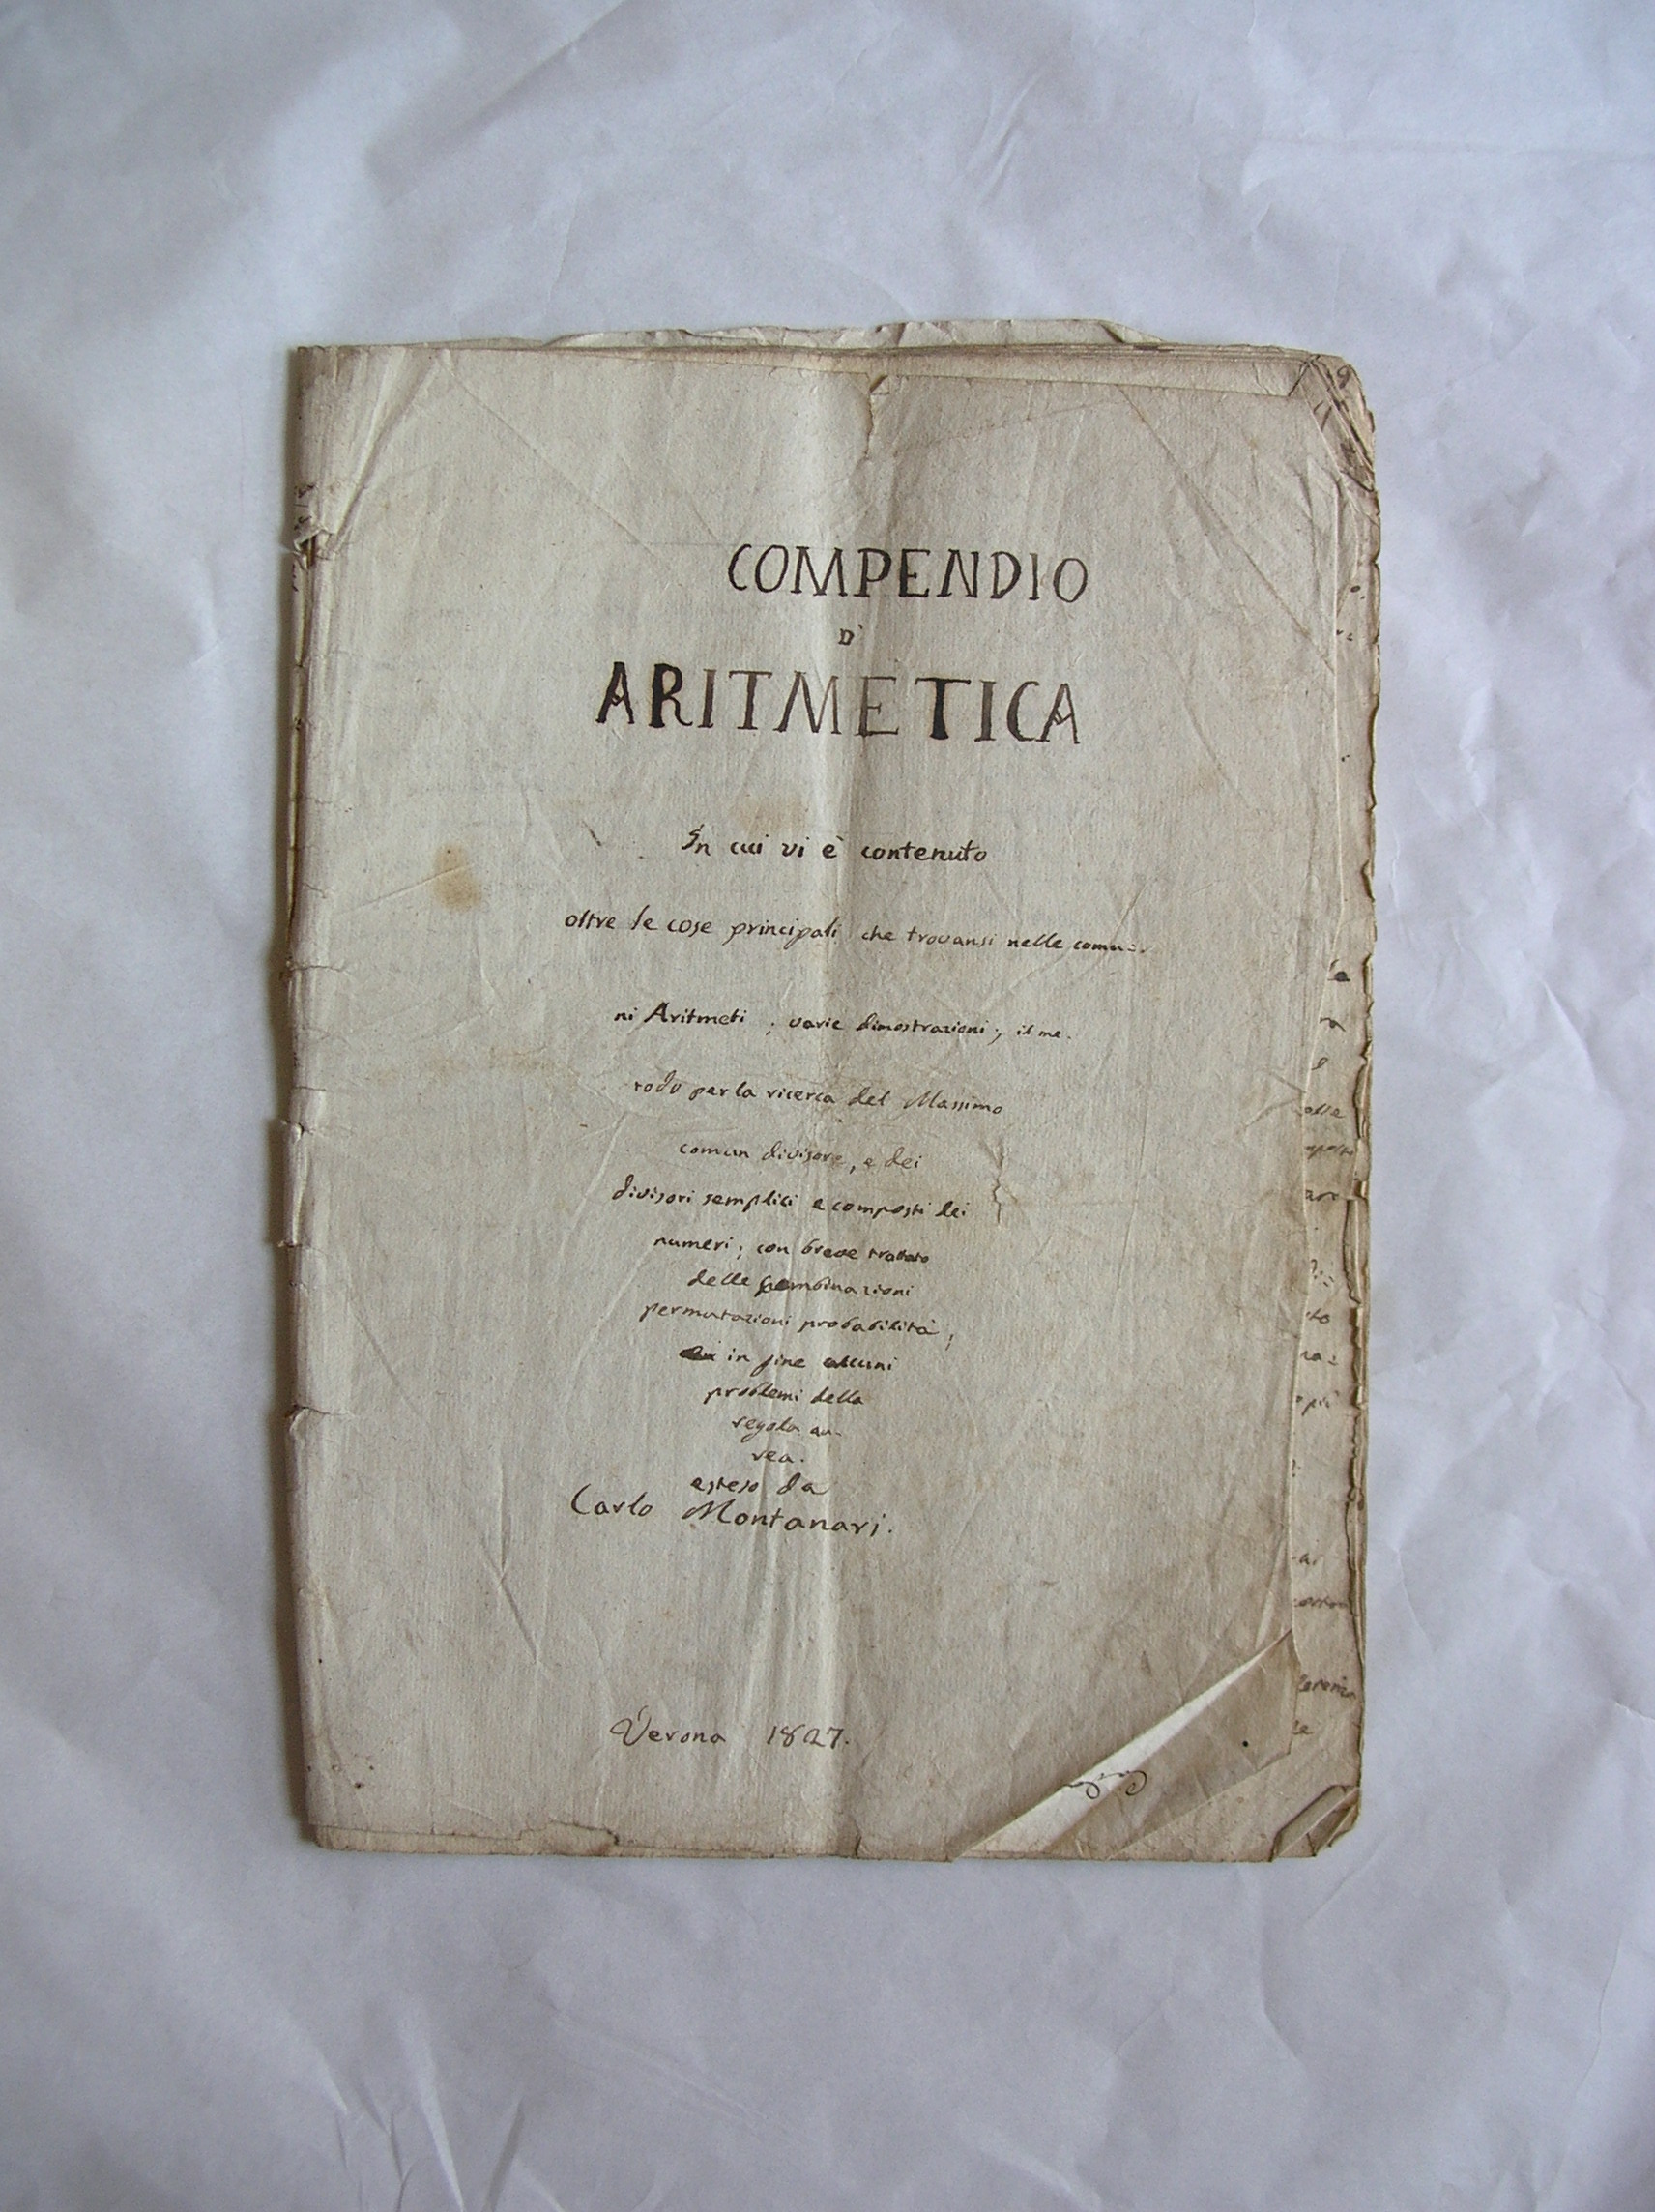 COMPENDIO
D'
ARITMETICA
In cui vi è contenuto
oltre le cose principali che trovansi nelle comu=
ni Aritmeti ; varie dimostrazioni; il me.
todo per la ricerca del Massimo
comun divisore, e dei
divisori semplici e composti dei
numeri; con breve trattato
delle combinazioni
permutazioni probabilità;
in fine alcuni
problemi della
regola au-
rea.
esteso da
Carlo Montanari.
Verona 1827.